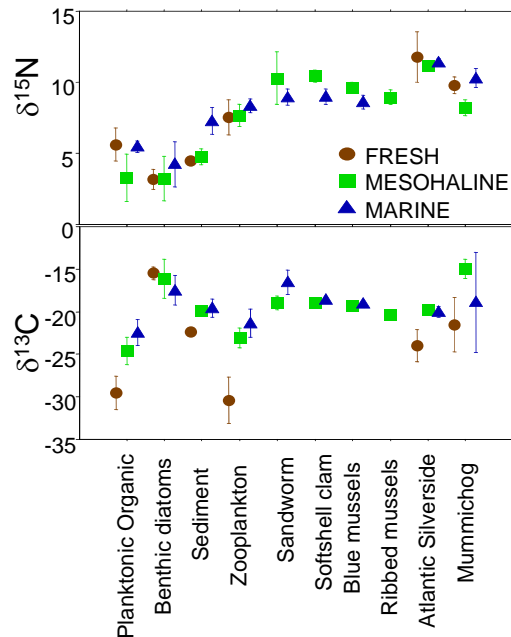 δ15N
15
10
5
0
FRESH
MESOHALINE
MARINE
δ13C
-15
-20
-25
-30
-35
Planktonic Organic
Benthic diatoms
Sediment
Zooplankton
Sandworm
Softshell clam
Blue mussels
Ribbed mussels
Atlantic Silverside
Mummichog